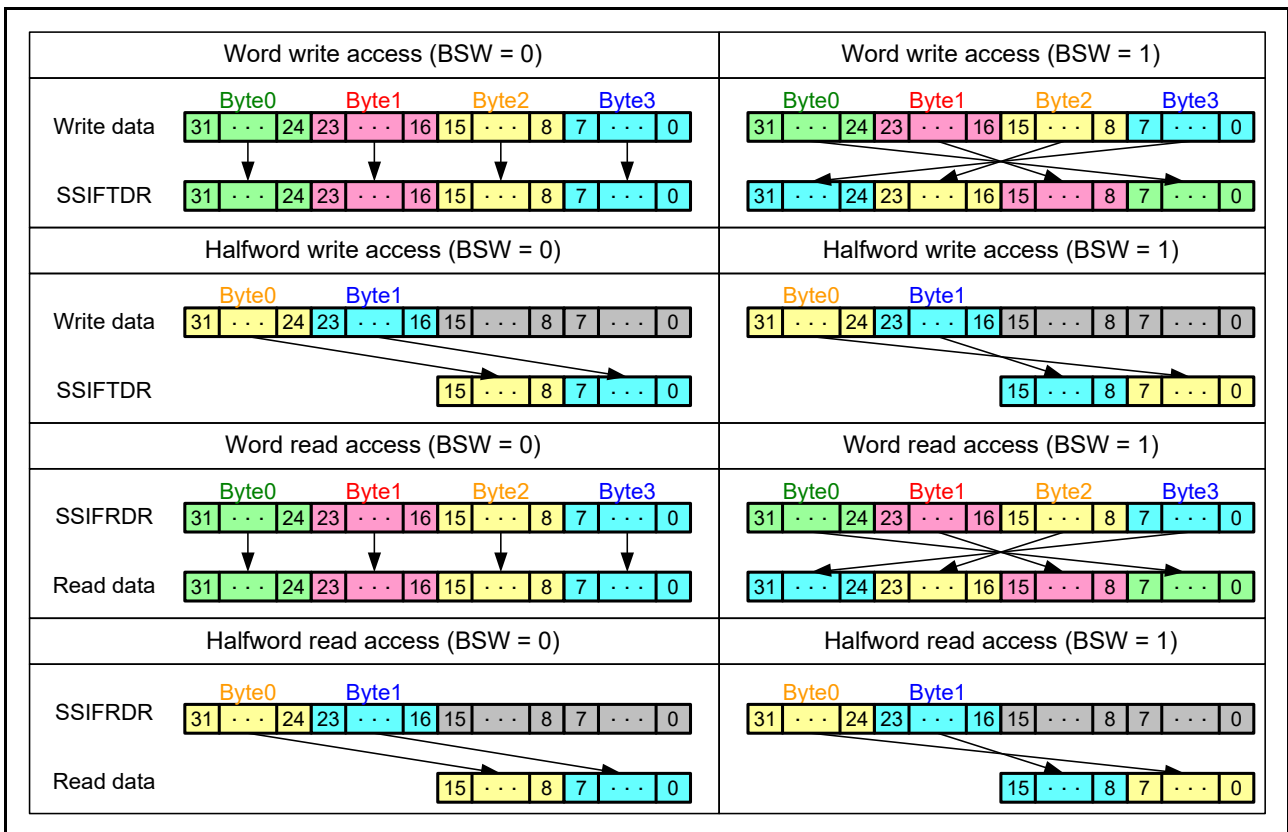 Word write access (BSW = 0) Word write access (BSW = 1)
Byte0 Byte1 Byte2 Byte3 Byte0 Byte1 Byte2 Byte3
Write data 31 ··· 24 23 ··· 16 15 ··· 8 7 ··· 0 31 ··· 24 23 ··· 16 15 ··· 8 7 ··· 0
SSIFTDR 31 ··· 24 23 ··· 16 15 ··· 8 7 ··· 0 31 ··· 24 23 ··· 16 15 ··· 8 7 ··· 0
Halfword write access (BSW = 0) Halfword write access (BSW = 1)
Byte0 Byte1 Byte0 Byte1
Write data 31 ··· 24 23 ··· 16 15 ··· 8 7 ··· 0 31 ··· 24 23 ··· 16 15 ··· 8 7 ··· 0
SSIFTDR 15 ··· 8 7 ··· 0 15 ··· 8 7 ··· 0
Word read access (BSW = 0) Word read access (BSW = 1)
Byte0 Byte1 Byte2 Byte3 Byte0 Byte1 Byte2 Byte3
SSIFRDR 31 ··· 24 23 ··· 16 15 ··· 8 7 ··· 0 31 ··· 24 23 ··· 16 15 ··· 8 7 ··· 0
Read data 31 ··· 24 23 ··· 16 15 ··· 8 7 ··· 0 31 ··· 24 23 ··· 16 15 ··· 8 7 ··· 0
Halfword read access (BSW = 0) Halfword read access (BSW = 1)
Byte0 Byte1 Byte0 Byte1
SSIFRDR 31 ··· 24 23 ··· 16 15 ··· 8 7 ··· 0 31 ··· 24 23 ··· 16 15 ··· 8 7 ··· 0
Read data 15 ··· 8 7 ··· 0 15 ··· 8 7 ··· 0